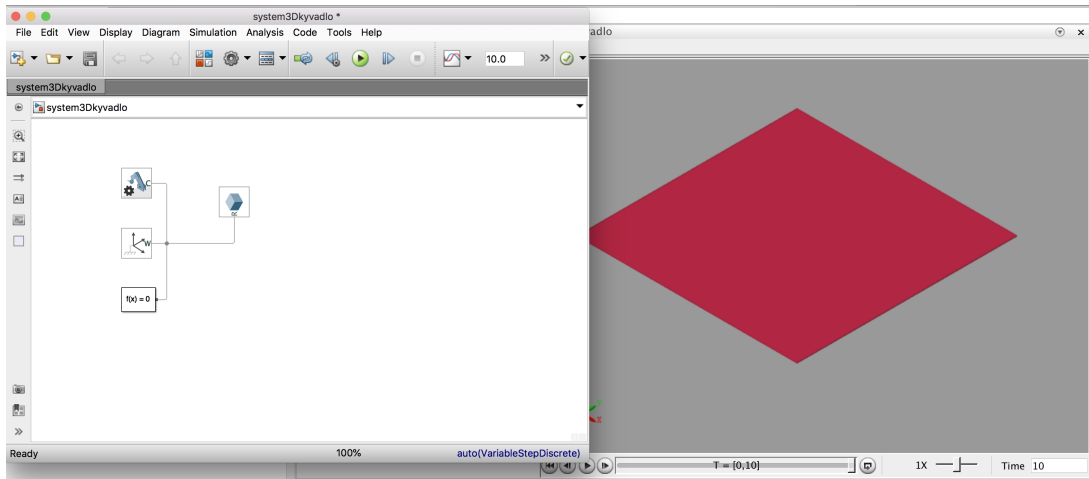 system3Dkyvadlo *
adlo
File Edit View Display Diagram Simulation Analysis Code Tools Help
10.0
system3Dkyvadlo
system3Dkyvadlo
C
R
W
f(x) = 0
Y
X
Ready 100% auto(VariableStepDiscrete)
T = [0,10] 1X Time 10